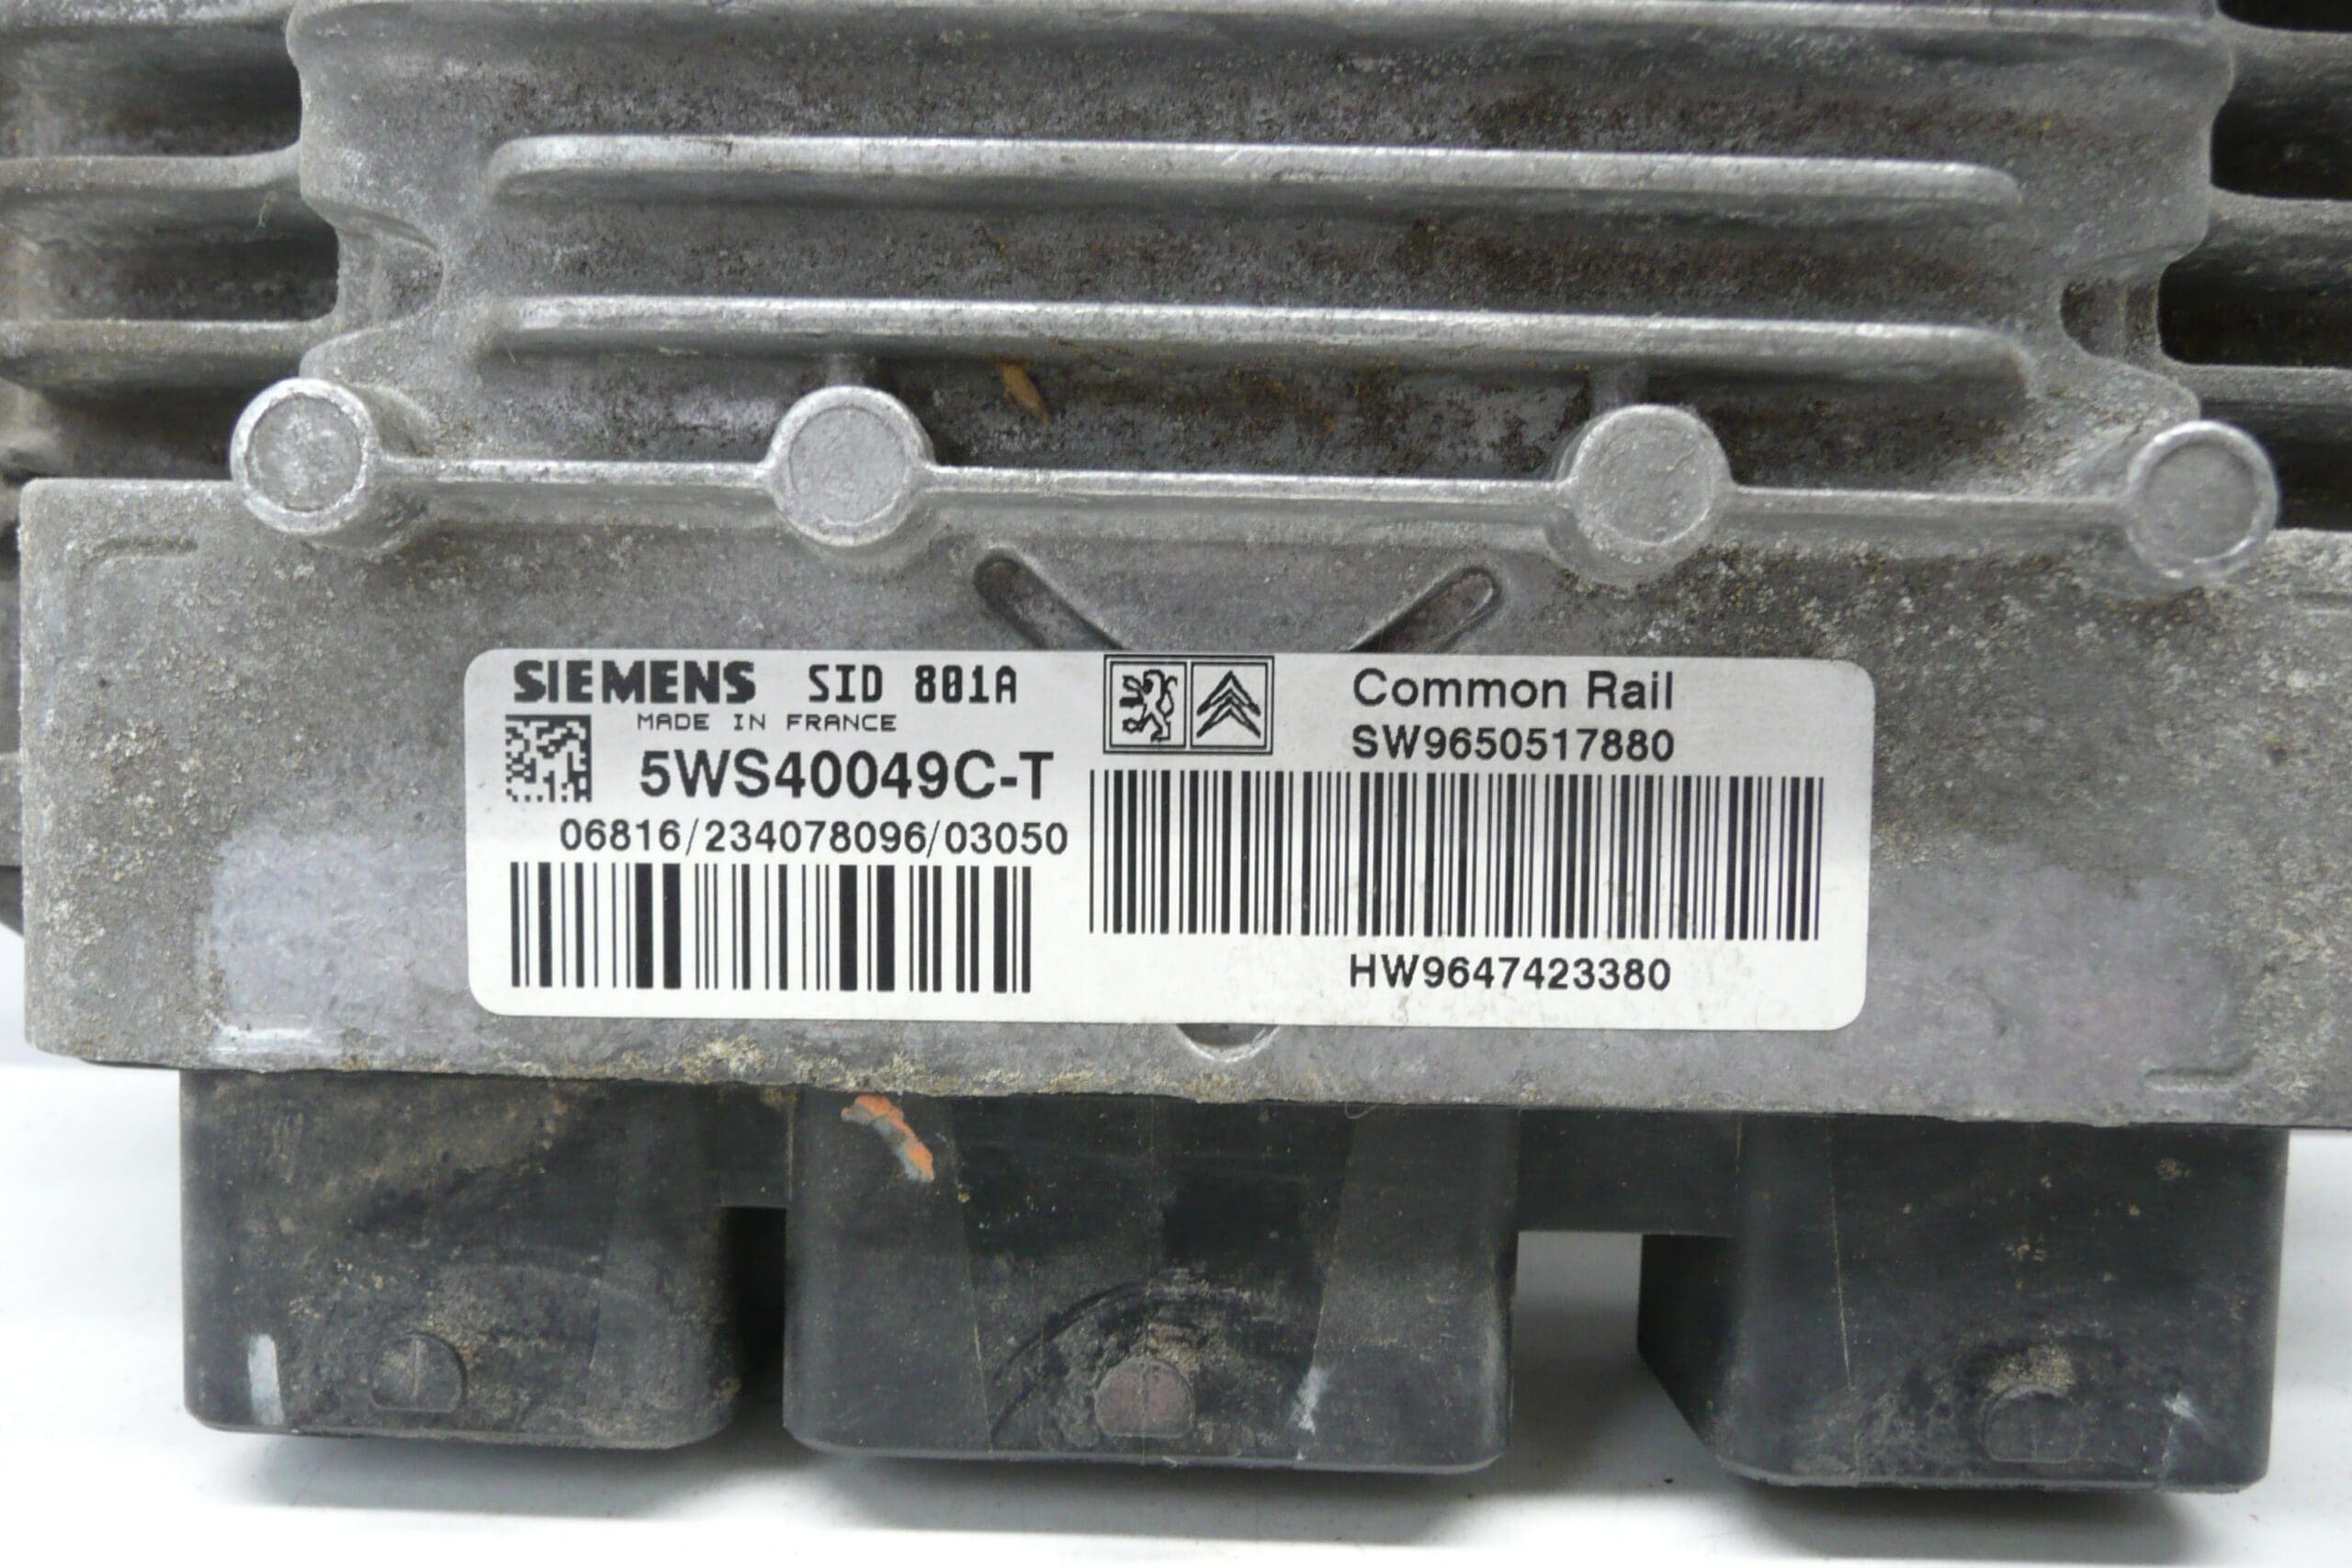 SIEMENS SID 801A
MADE IN FRANCE
5WS40049C-T
06816/234078096/03050
Common Rail
SW9650517880
HW9647423380